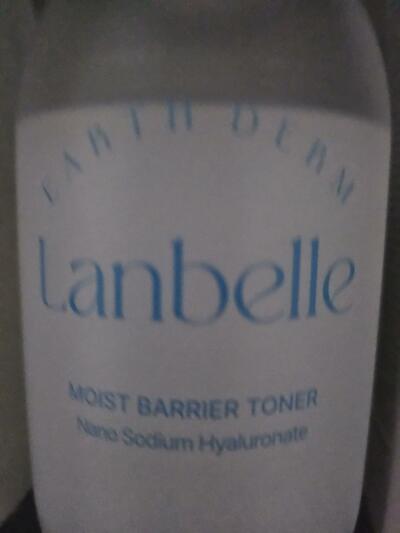 EARTH DERM
Lanbelle
MOIST BARRIER TONER
Nano Sodium Hyaluronate